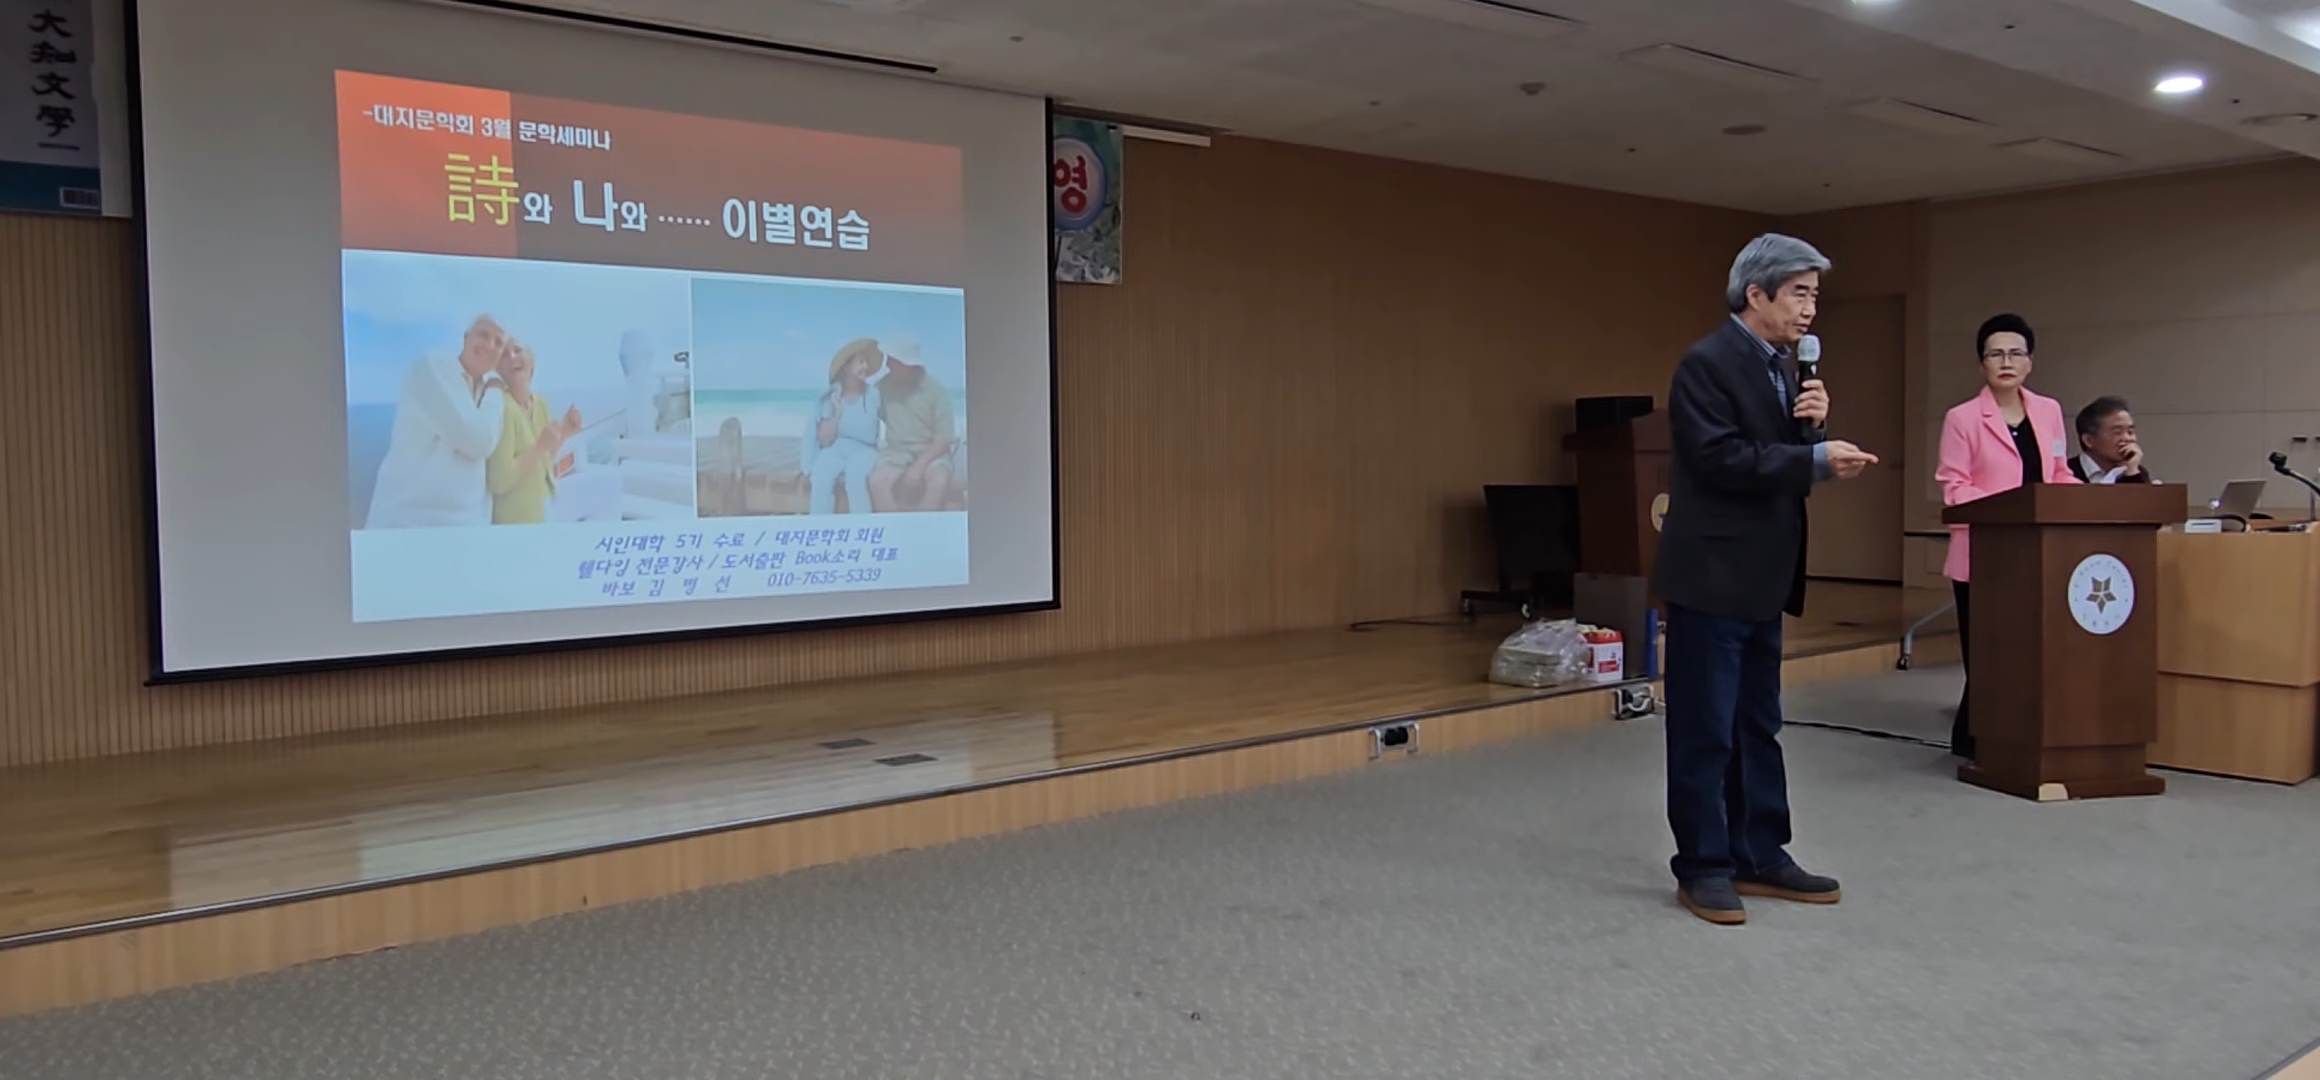 大知文學
-대지문학회 3월 문학세미나
詩와 나와 …… 이별연습
영
시인대학 5기 수료 / 대지문학회 회원
웰다잉 전문강사 / 도서출판 Book소리 대표
바보 김 명 선 010-7635-5339